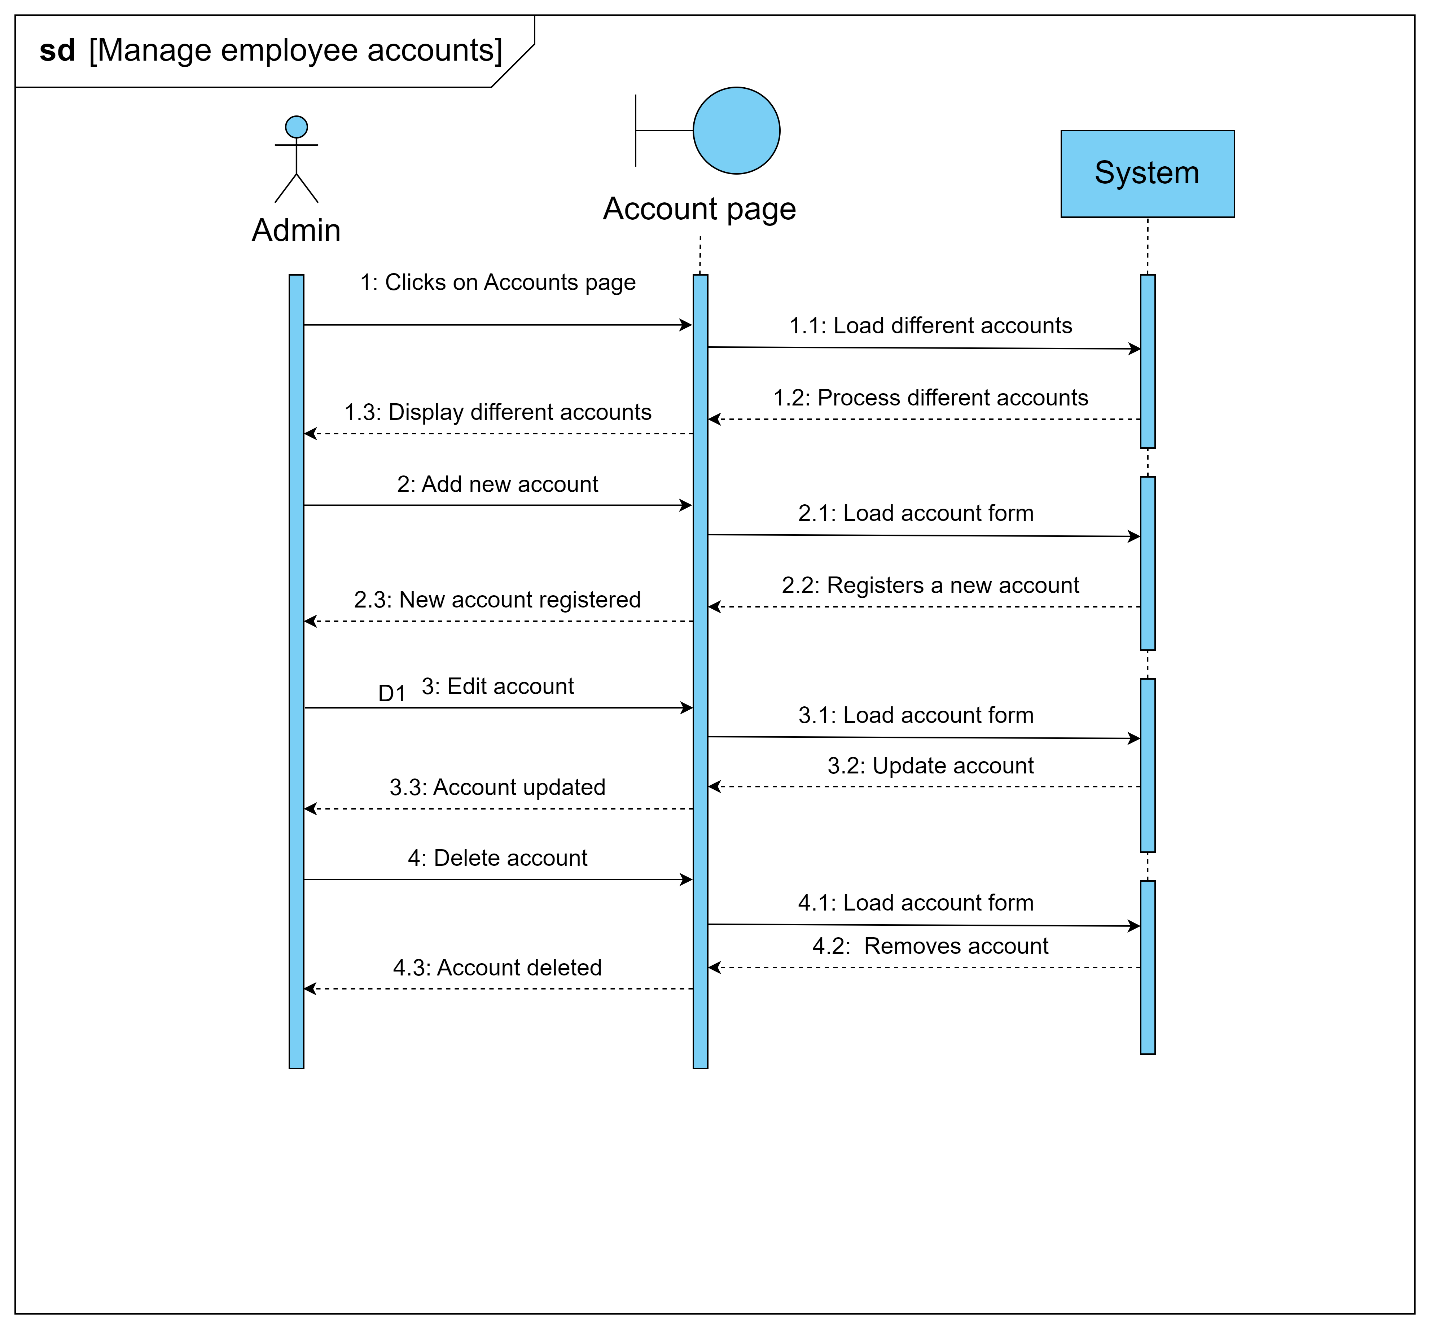 sd [Manage employee accounts]
Admin
Account page
System
1: Clicks on Accounts page
1.1: Load different accounts
1.2: Process different accounts
1.3: Display different accounts
2: Add new account
2.1: Load account form
2.2: Registers a new account
2.3: New account registered
D1 3: Edit account
3.1: Load account form
3.2: Update account
3.3: Account updated
4: Delete account
4.1: Load account form
4.2: Removes account
4.3: Account deleted